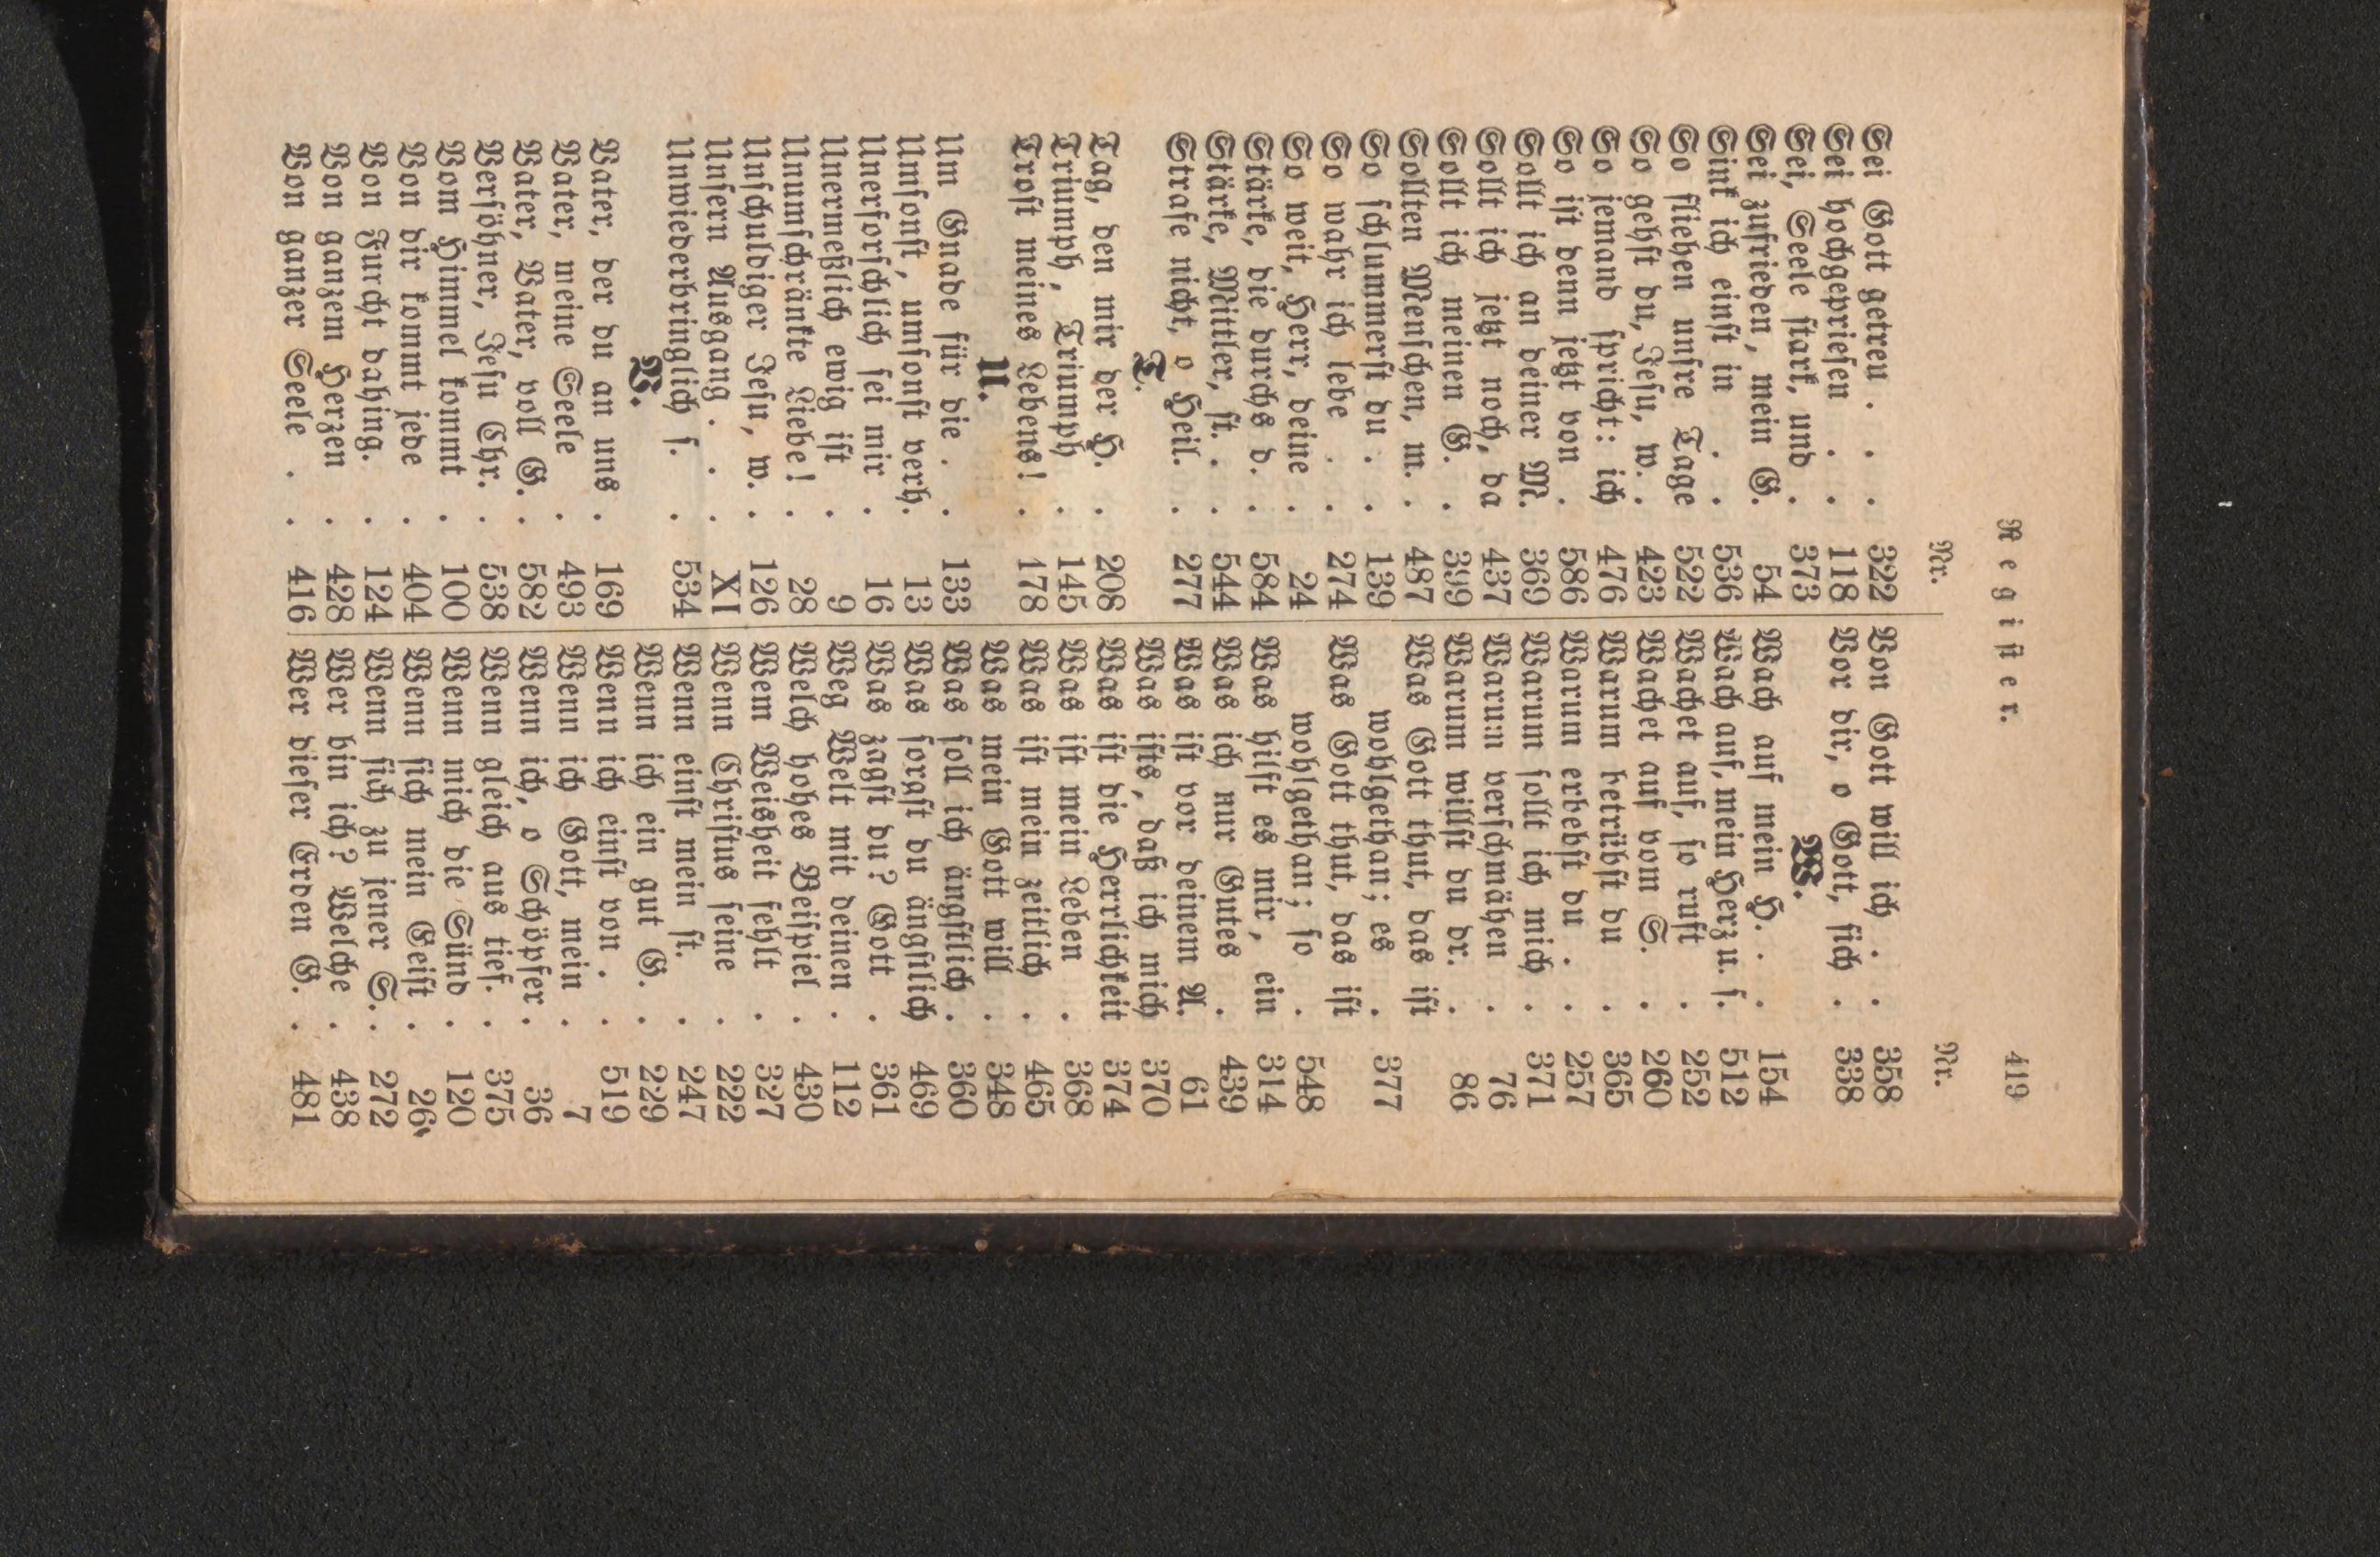 Regiſter. 419
Nr.
Sei Gott getreu . . . 322
Sei hochgeprieſen . . 118
Sei, Seele ſtark, und . 373
Sei zufrieden, mein G. 54
Sink ich einſt in . . 536
So fliehen unſre Tage 522
So gehſt du, Jeſu, w. . 423
So jemand ſpricht: ich 476
So iſt denn jetzt von . 586
Sollt ich an deiner M. 369
Sollt ich jetzt noch, da 437
Sollt ich meinen G. . 399
Sollten Menſchen, m. . 487
So ſchlummerſt du . . 139
So wahr ich lebe . . 274
So weit, Herr, deine . 24
Stärke, die durchs d. . 584
Stärke, Mittler, ſt. . . 544
Strafe nicht, o Heil. . 277
T.
Tag, den mir der H. . 208
Triumph, Triumph . 145
Troſt meines Lebens! . 178
U.
Um Gnade für die . . 133
Umſonſt, umſonſt verh. 13
Unerforſchlich ſei mir . 16
Unermeßlich ewig iſt . 9
Unumſchränkte Liebe! . 28
Unſchuldiger Jeſu, w. . 126
Unſern Ausgang . . . XI
Unwiederbringlich ſ. . 534
V.
Vater, der du an uns . 169
Vater, meine Seele . 493
Vater, Vater, voll G. . 582
Verſöhner, Jeſu Chr. . 538
Vom Himmel kommt . 100
Von dir kommt jede . 404
Von Furcht dahing. . 124
Von ganzem Herzen . 428
Von ganzer Seele . . 416
Nr.
Von Gott will ich . . 358
Vor dir, o Gott, ſich . 338
W.
Wach auf mein H. . . 154
Wach auf, mein Herz u. ſ. 512
Wachet auf, ſo ruft . 252
Wachet auf vom S. . 260
Warum betrübſt du . 365
Warum erbebſt du . . 257
Warum ſollt ich mich . 371
Warum verſchmähen . 76
Warum willſt du dr. . 86
Was Gott thut, das iſt
wohlgethan; es . 377
Was Gott thut, das iſt
wohlgethan; ſo . 548
Was hilft es mir, ein 314
Was ich nur Gutes . 439
Was iſt vor deinem A. 61
Was iſts, daß ich mich 370
Was iſt die Herrlichkeit 374
Was iſt mein Leben . 368
Was iſt mein zeitlich . 465
Was mein Gott will . 348
Was ſoll ich ängſtlich . 360
Was ſorgſt du ängſtlich 469
Was zagſt du? Gott . 361
Weg Welt mit deinen . 112
Welch hohes Beiſpiel . 430
Wem Weisheit fehlt . 327
Wenn Chriſtus ſeine . 222
Wenn einſt mein ſt. . 247
Wenn ich ein gut G. . 229
Wenn ich einſt von . . 519
Wenn ich Gott, mein . 7
Wenn ich, o Schöpfer . 36
Wenn gleich aus tief. . 375
Wenn mich die Sünd . 120
Wenn ſich mein Geiſt . 26
Wenn ſich zu jener S. . 272
Wer bin ich? Welche . 438
Wer dieſer Erden G. . 481